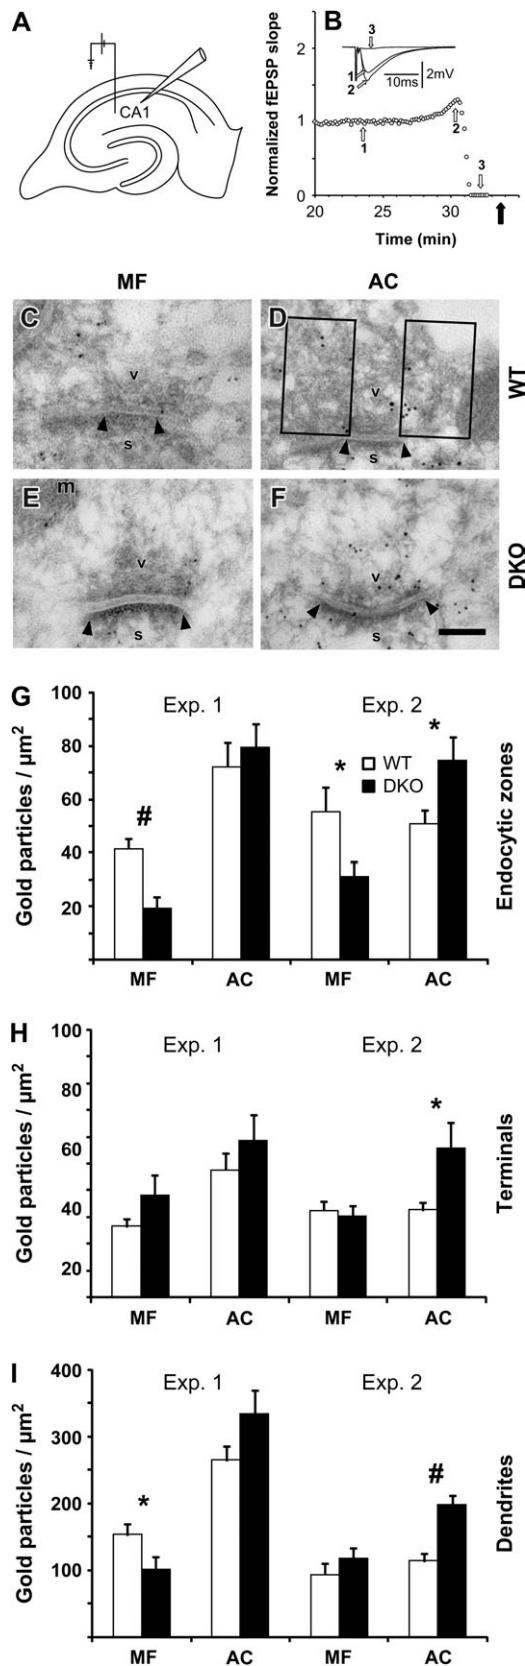 A
CA1
B
Normalized fEPSP slope
2
1
0
20
25
30
Time (min)
3
1
2
10ms
2mV
1
2
3
MF
AC
C
v
s
D
v
s
WT
E
m
v
s
F
v
s
DKO
G
Gold particles / µm²
100
80
60
40
20
Exp. 1
Exp. 2
#
*
*
WT
DKO
MF
AC
MF
AC
Endocytic zones
H
Gold particles / µm²
100
80
60
40
20
Exp. 1
Exp. 2
*
MF
AC
MF
AC
Terminals
I
Gold particles / µm²
400
300
200
100
Exp. 1
Exp. 2
*
#
MF
AC
MF
AC
Dendrites